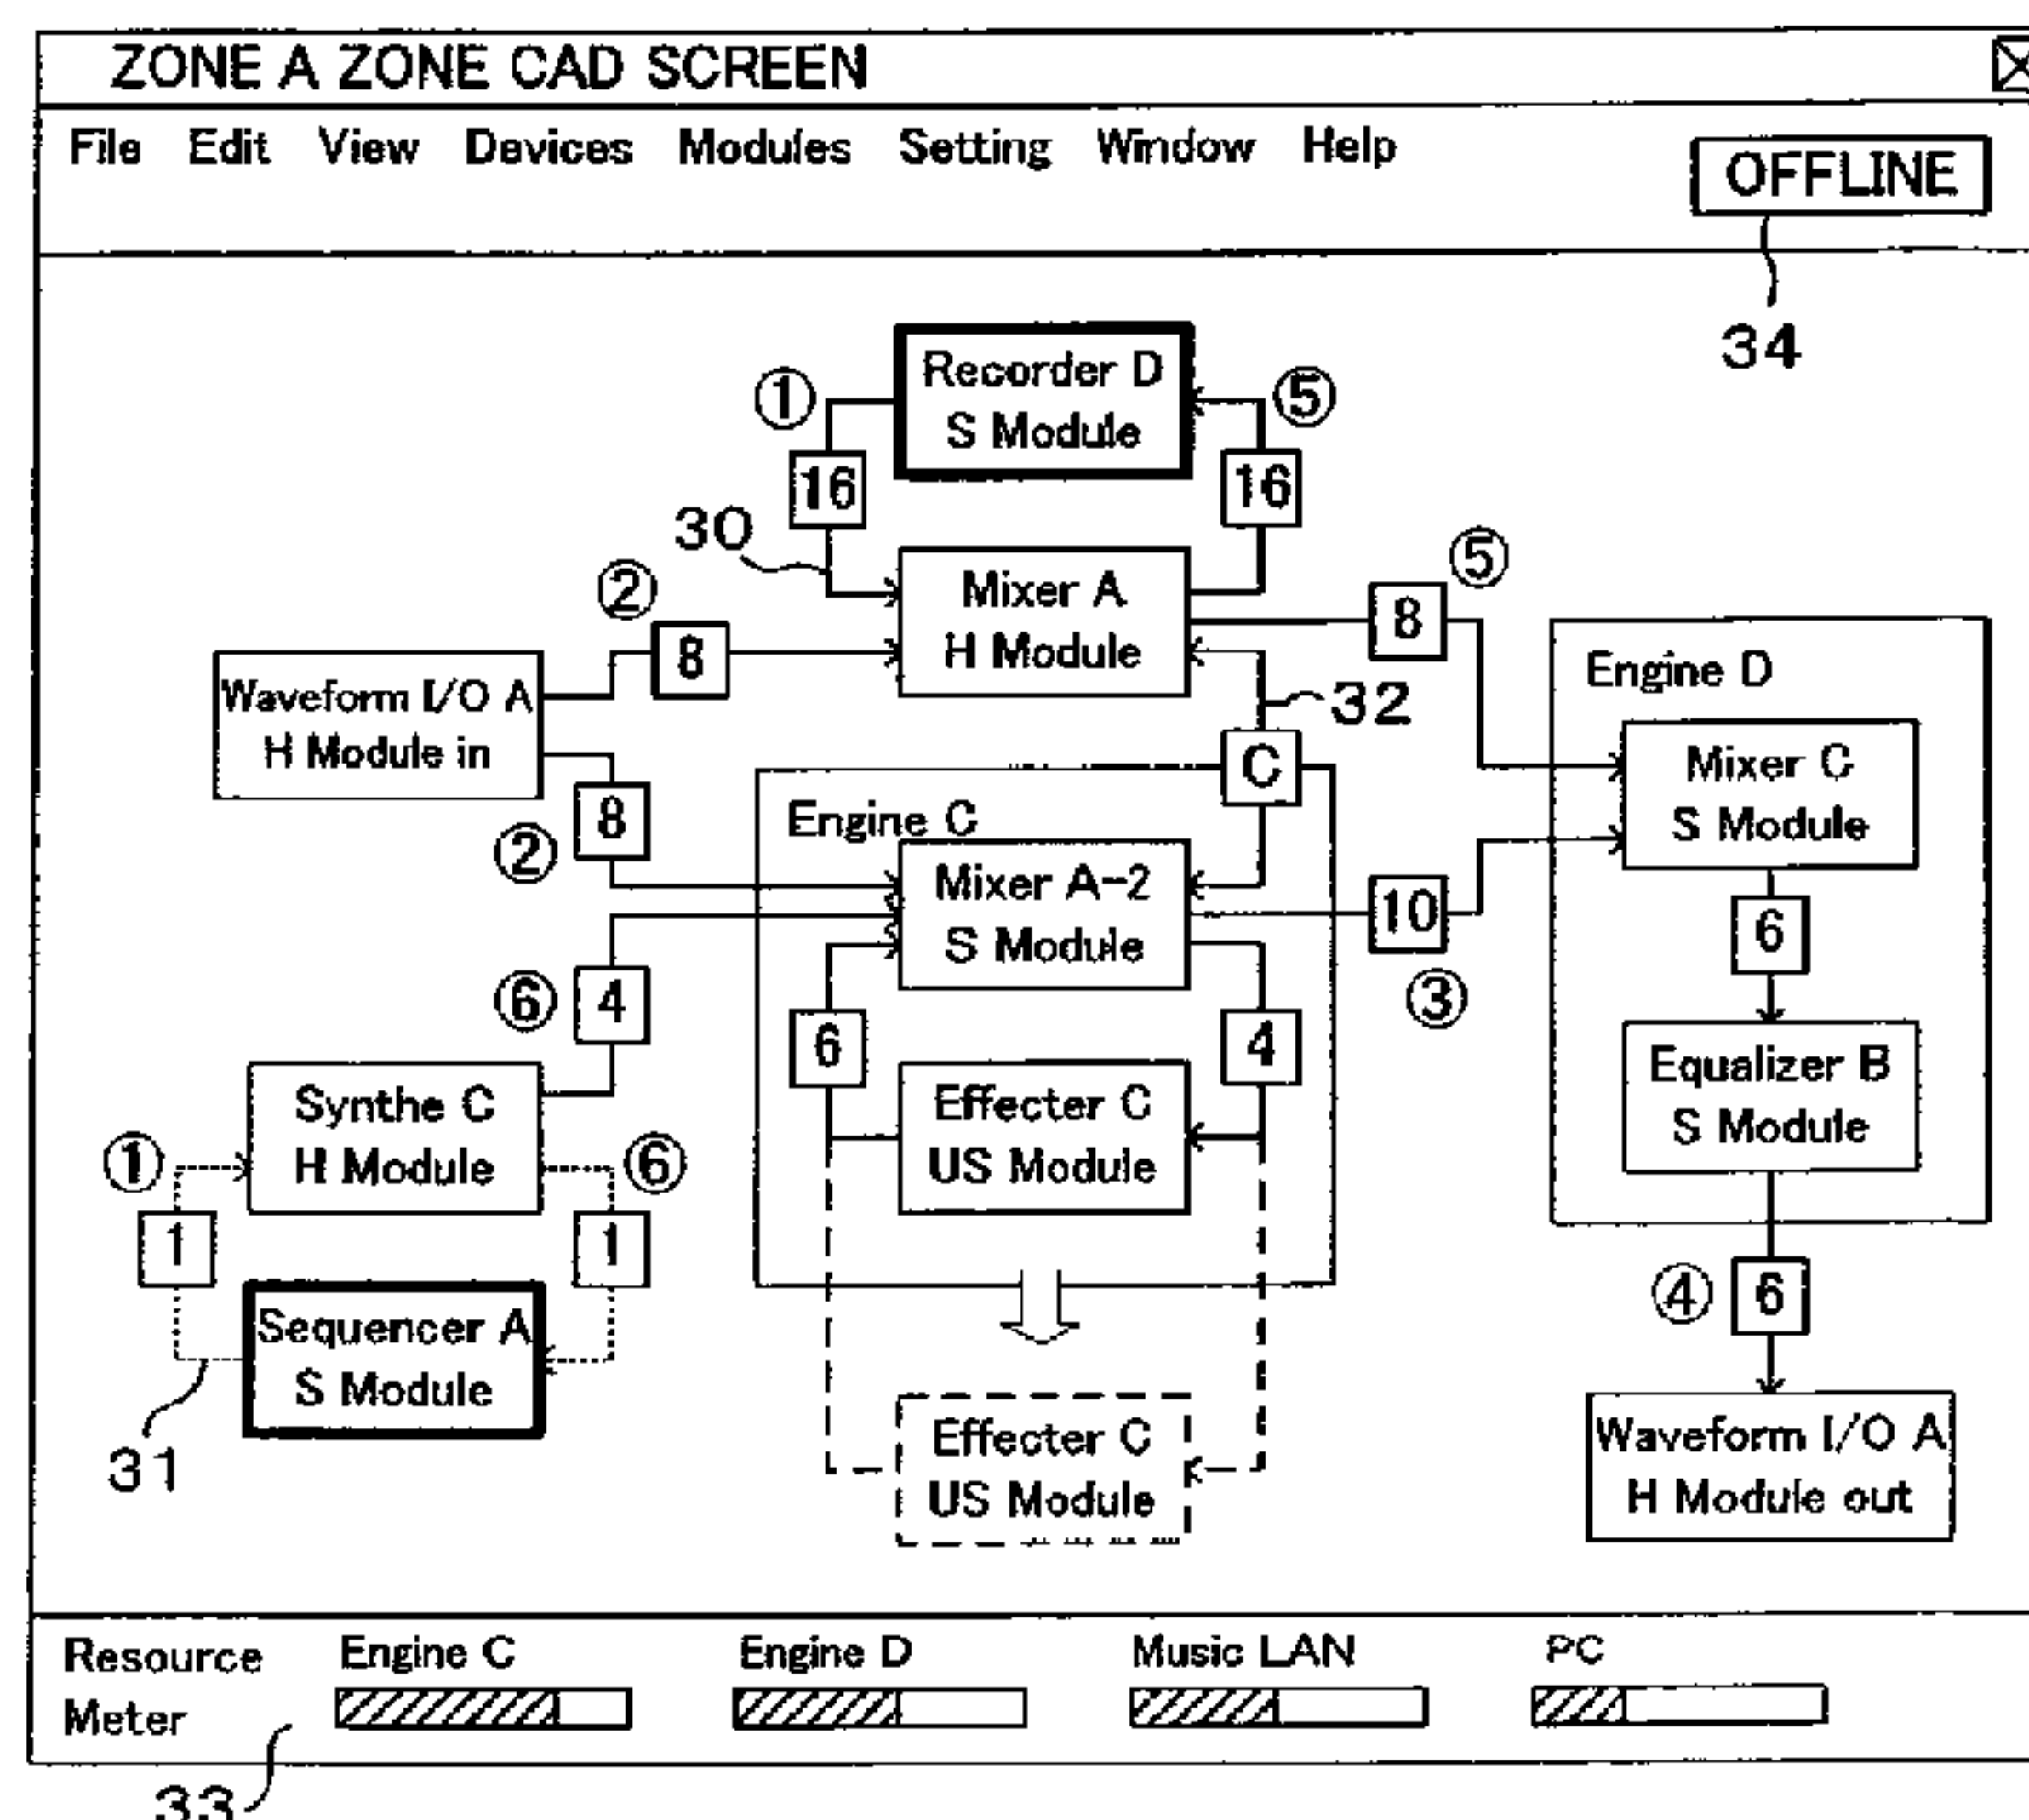 ZONE A ZONE CAD SCREEN
File Edit View Devices Modules Setting Window Help
OFFLINE
34
Recorder D
S Module
① ⑤
16 16
30
Mixer A
H Module
② 8
8 ⑤
32
Waveform I/O A
H Module in
C
8
②
Engine C
Mixer A-2
S Module
10
③
⑥ 4
6 4
Effecter C
US Module
Engine D
Mixer C
S Module
6
Equalizer B
S Module
Synthe C
H Module
① ⑥
1 1
Sequencer A
S Module
31
④ 6
Effecter C
US Module
Waveform I/O A
H Module out
Resource
Meter
Engine C Engine D Music LAN PC
33